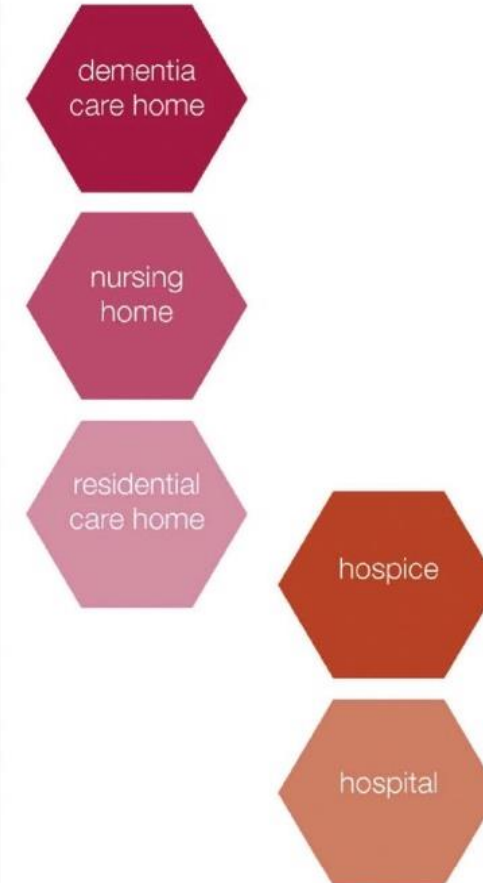 dementia
care home
nursing
home
residential
care home
hospice
hospital